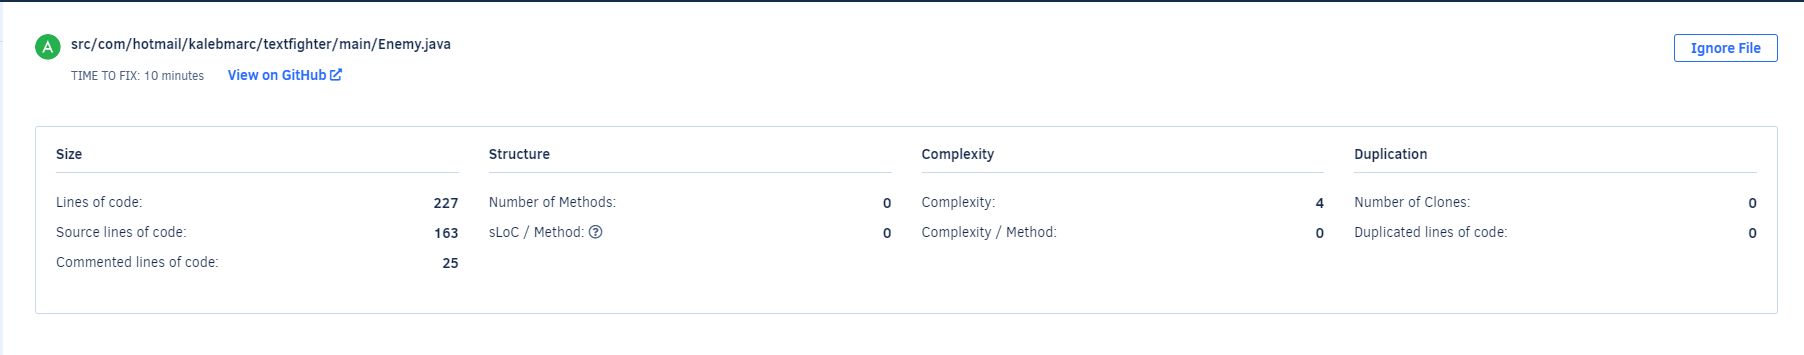 A src/com/hotmail/kalebmarc/textfighter/main/Enemy.java
Ignore File
TIME TO FIX: 10 minutes View on GitHub
Size
Lines of code: 227
Source lines of code: 163
Commented lines of code: 25
Structure
Number of Methods: 0
sLoC / Method: ? 0
Complexity
Complexity: 4
Complexity / Method: 0
Duplication
Number of Clones: 0
Duplicated lines of code: 0